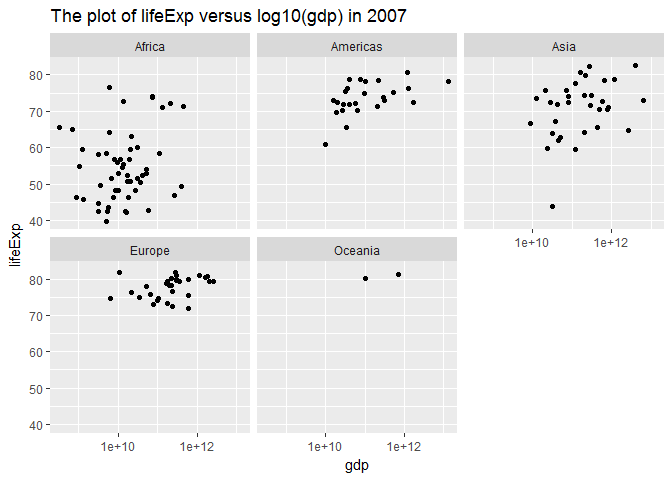 The plot of lifeExp versus log10(gdp) in 2007
Africa
Americas
Asia
80
70
60
50
40
1e+10
1e+12
Europe
Oceania
80
70
60
50
40
1e+10
1e+12
1e+10
1e+12
lifeExp
gdp